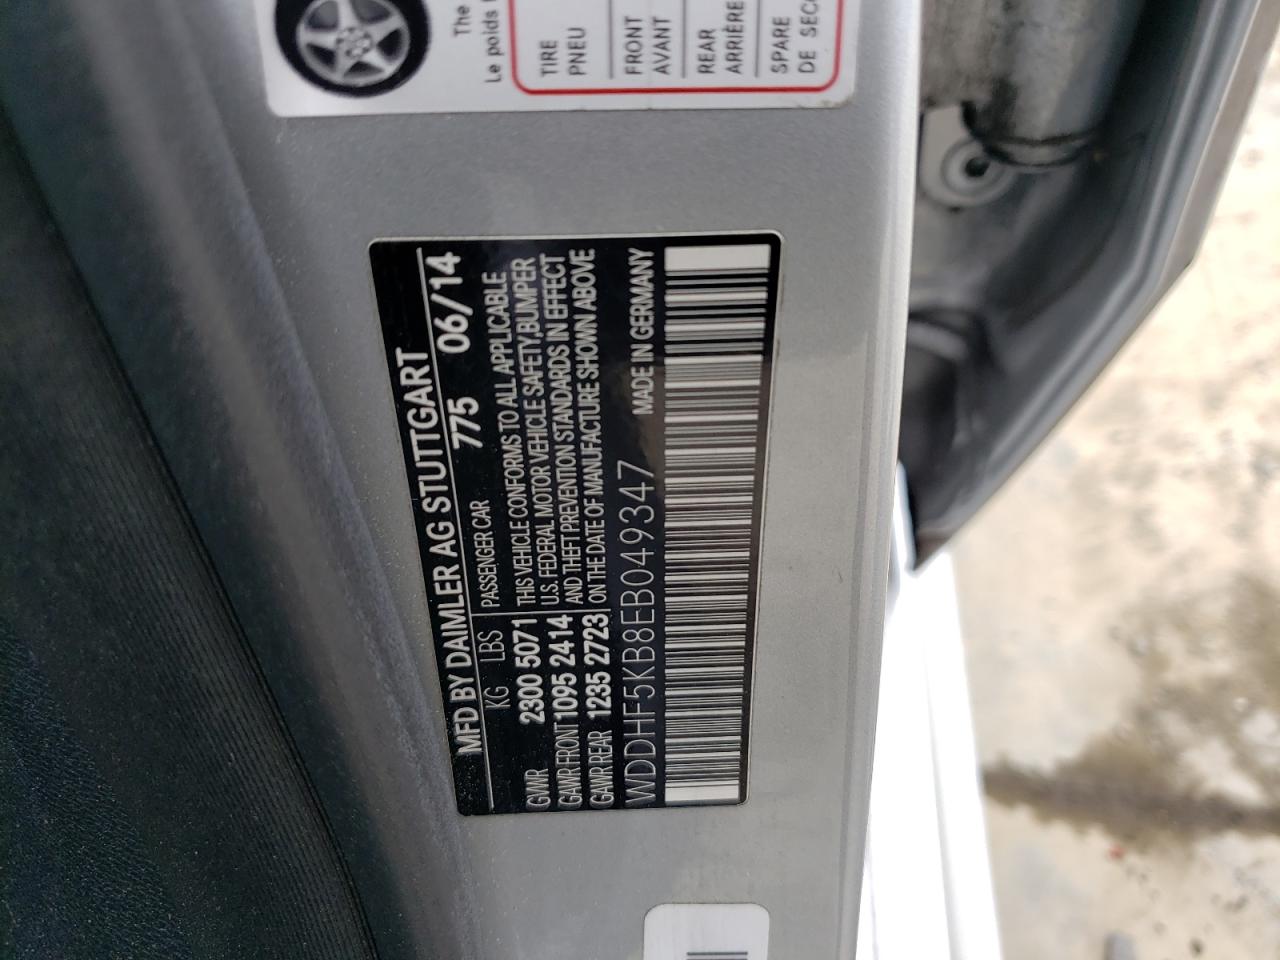 The
Le poids
TIRE
PNEU
FRONT
AVANT
REAR
ARRIÈRE
SPARE
DE
MFD BY DAIMLER AG STUTTGART
KG LBS 775 06/14
PASSENGER CAR
GVWR 2300 5071
GAWR FRONT 1095 2414
GAWR REAR 1235 2723
THIS VEHICLE CONFORMS TO ALL APPLICABLE
U.S. FEDERAL MOTOR VEHICLE SAFETY,BUMPER
AND THEFT PREVENTION STANDARDS IN EFFECT
ON THE DATE OF MANUFACTURE SHOWN ABOVE
WDDHF5KB8EB049347 MADE IN GERMANY